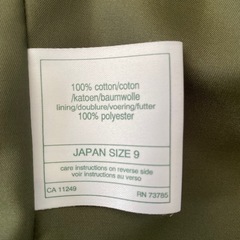 100% cotton/coton
/katoen/baumwolle
lining/doublure/voering/futter
100% polyester
JAPAN SIZE 9
care instructions on reverse side
voir instructions au verso
CA 11249 RN 73785